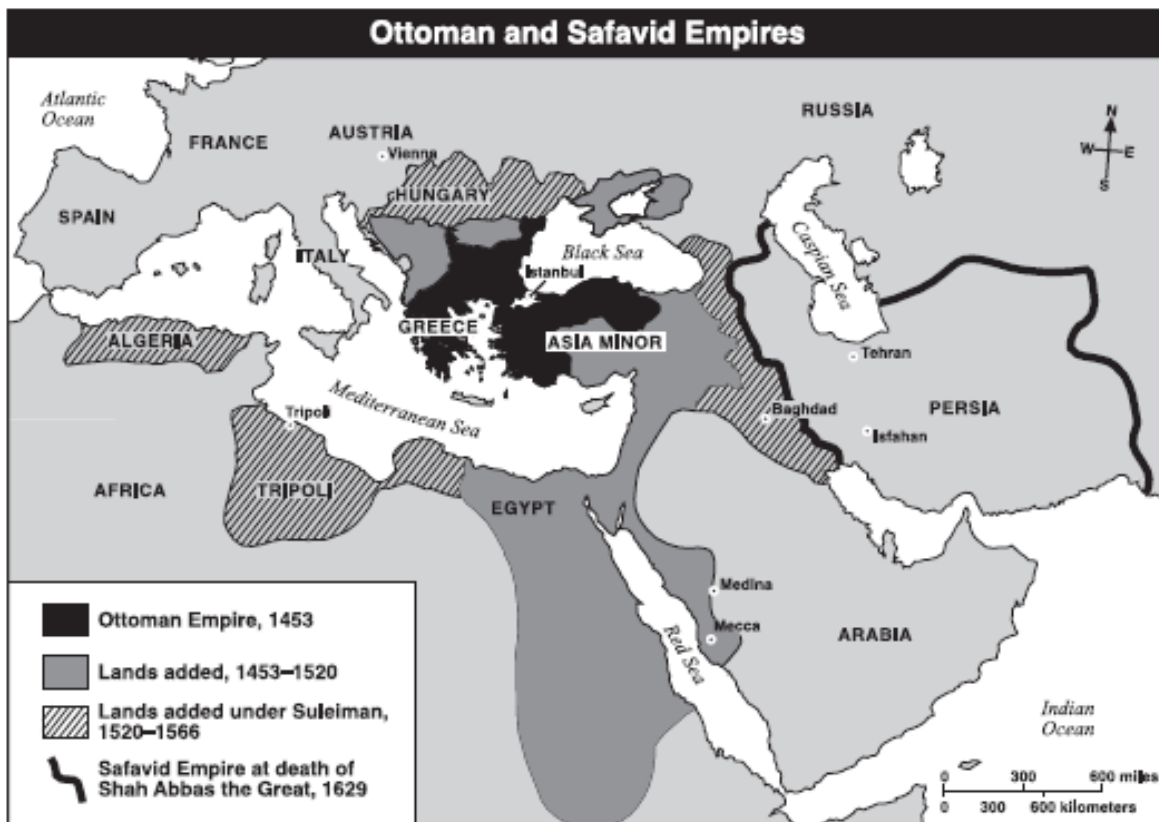 Ottoman and Safavid Empires
Atlantic
Ocean
FRANCE
AUSTRIA
Vienna
RUSSIA
N
W
E
S
HUNGARY
SPAIN
ITALY
Black Sea
Istanbul
Caspian Sea
ALGERIA
GREECE
ASIA MINOR
Tehran
Mediterranean Sea
Tripoli
Baghdad
PERSIA
Isfahan
AFRICA
TRIPOLI
EGYPT
Medina
Mecca
Red Sea
ARABIA
Indian
Ocean
Ottoman Empire, 1453
Lands added, 1453–1520
Lands added under Suleiman,
1520–1566
Safavid Empire at death of
Shah Abbas the Great, 1629
0 300 600 miles
0 300 600 kilometers